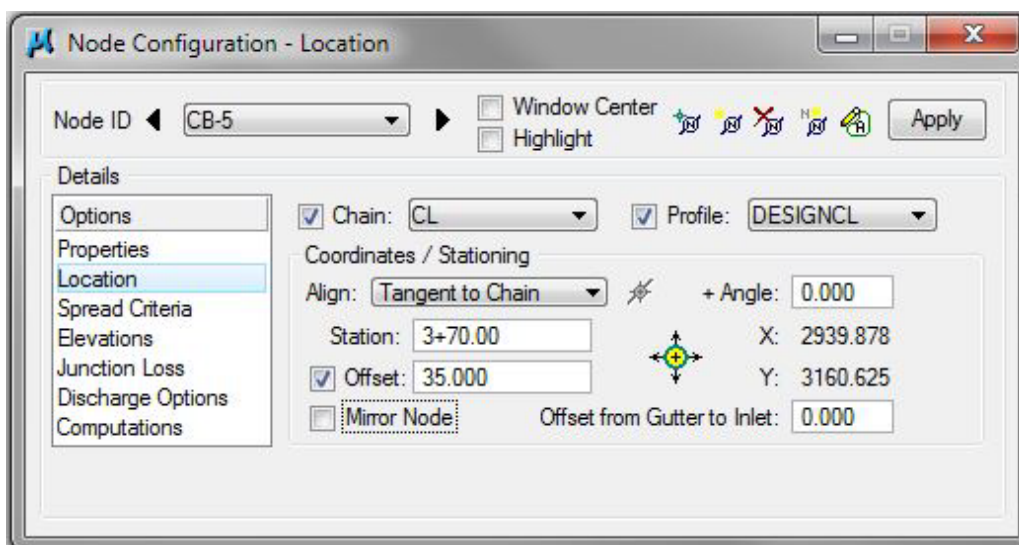 Node Configuration - Location
Node ID CB-5 Window Center Highlight Apply
Details
Options
Properties
Location
Spread Criteria
Elevations
Junction Loss
Discharge Options
Computations
Chain: CL Profile: DESIGNCL
Coordinates / Stationing
Align: Tangent to Chain + Angle: 0.000
Station: 3+70.00 X: 2939.878
Offset: 35.000 Y: 3160.625
Mirror Node Offset from Gutter to Inlet: 0.000